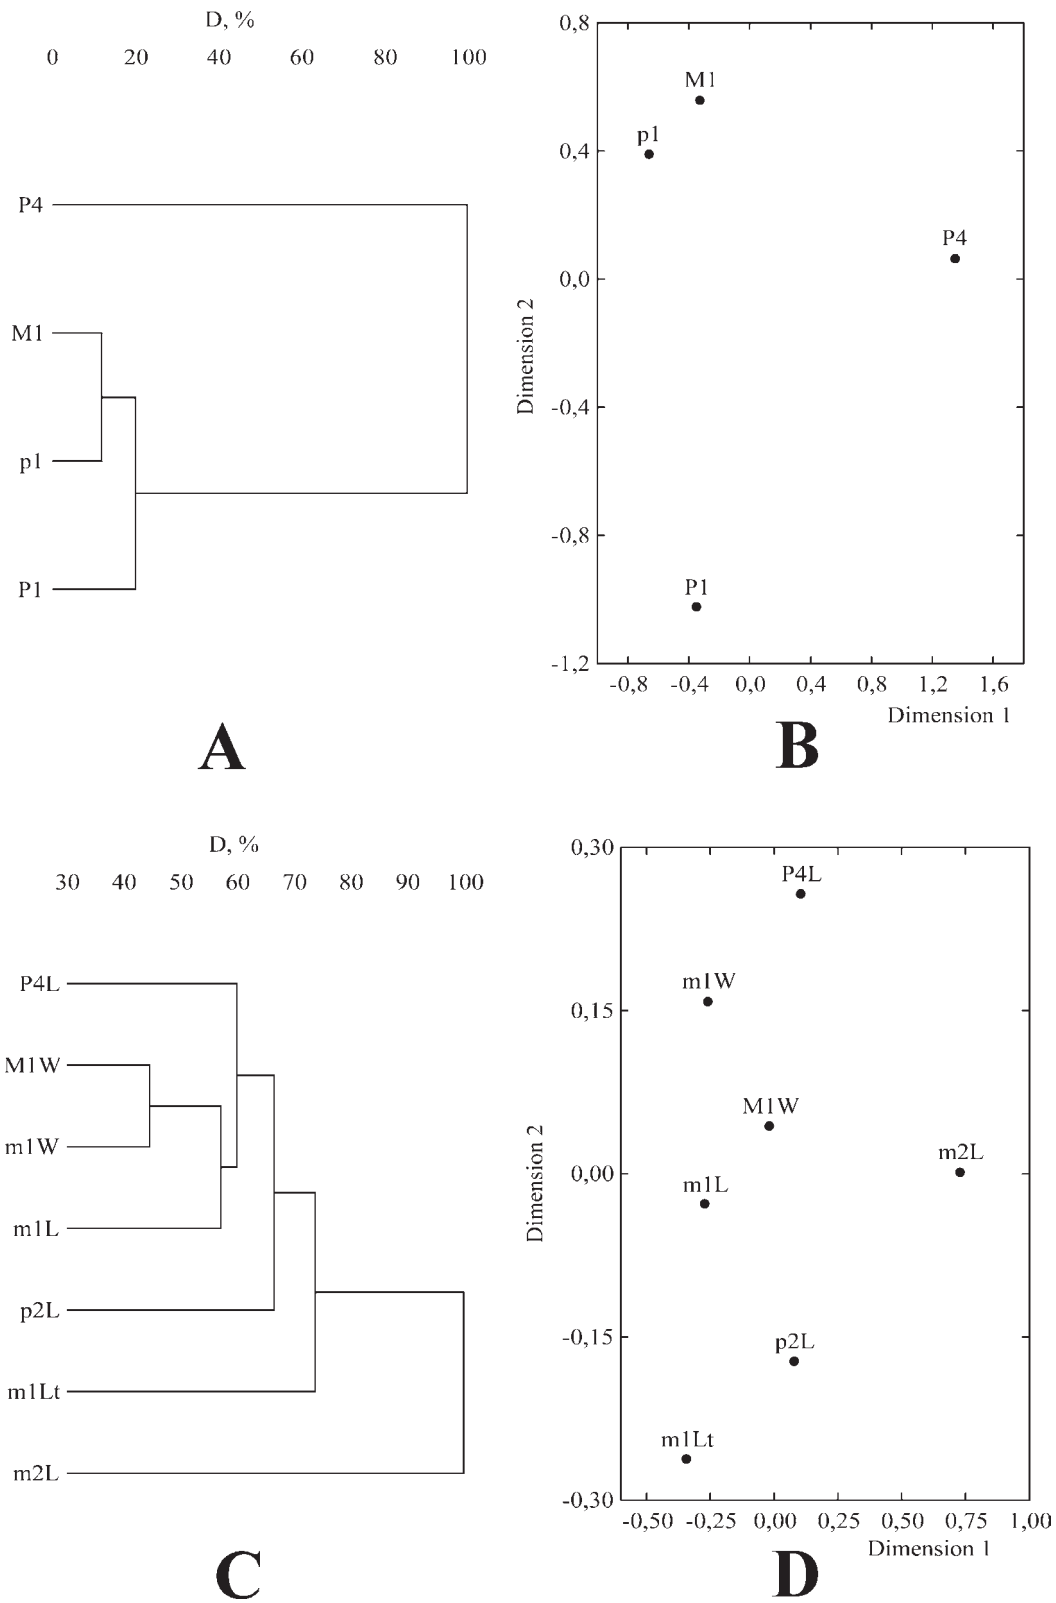 D, %
0 20 40 60 80 100
P4
M1
p1
P1
A
0,8
0,4
0,0
-0,4
-0,8
-1,2
Dimension 2
M1
p1
P4
P1
-0,8 -0,4 0,0 0,4 0,8 1,2 1,6
Dimension 1
B
D, %
30 40 50 60 70 80 90 100
P4L
M1W
m1W
m1L
p2L
m1Lt
m2L
C
0,30
0,15
0,00
-0,15
-0,30
Dimension 2
P4L
m1W
M1W
m2L
m1L
p2L
m1Lt
-0,50 -0,25 0,00 0,25 0,50 0,75 1,00
Dimension 1
D